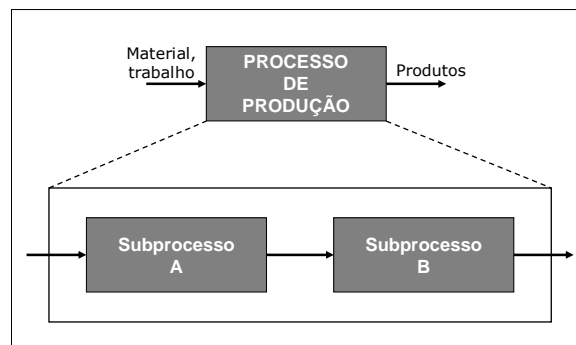 Material,
trabalho
PROCESSO
DE
PRODUÇÃO
Produtos
Subprocesso
A
Subprocesso
B